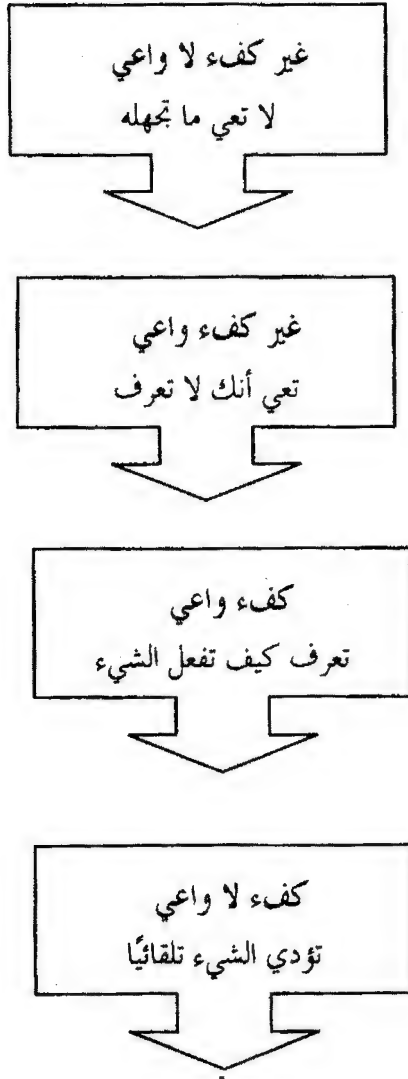 غير كفء لا واعي
لا تعي ما تجهله
غير كفء واعي
تعي أنك لا تعرف
كفء واعي
تعرف كيف تفعل الشيء
كفء لا واعي
تؤدي الشيء تلقائيًا